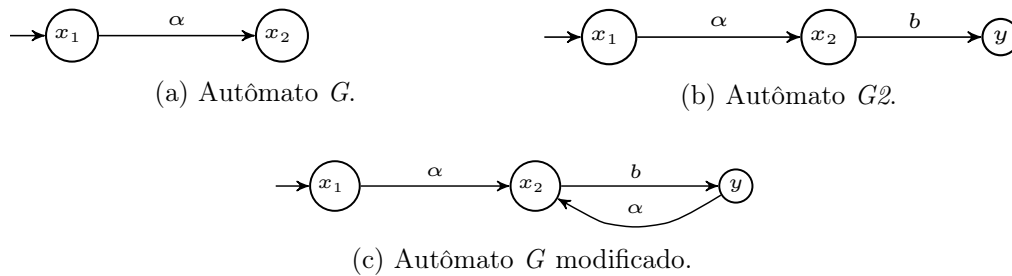 x₁ α x₂
x₁ α x₂ b y
(a) Autômato G.
(b) Autômato G2.
x₁ α x₂ b y
α
(c) Autômato G modificado.